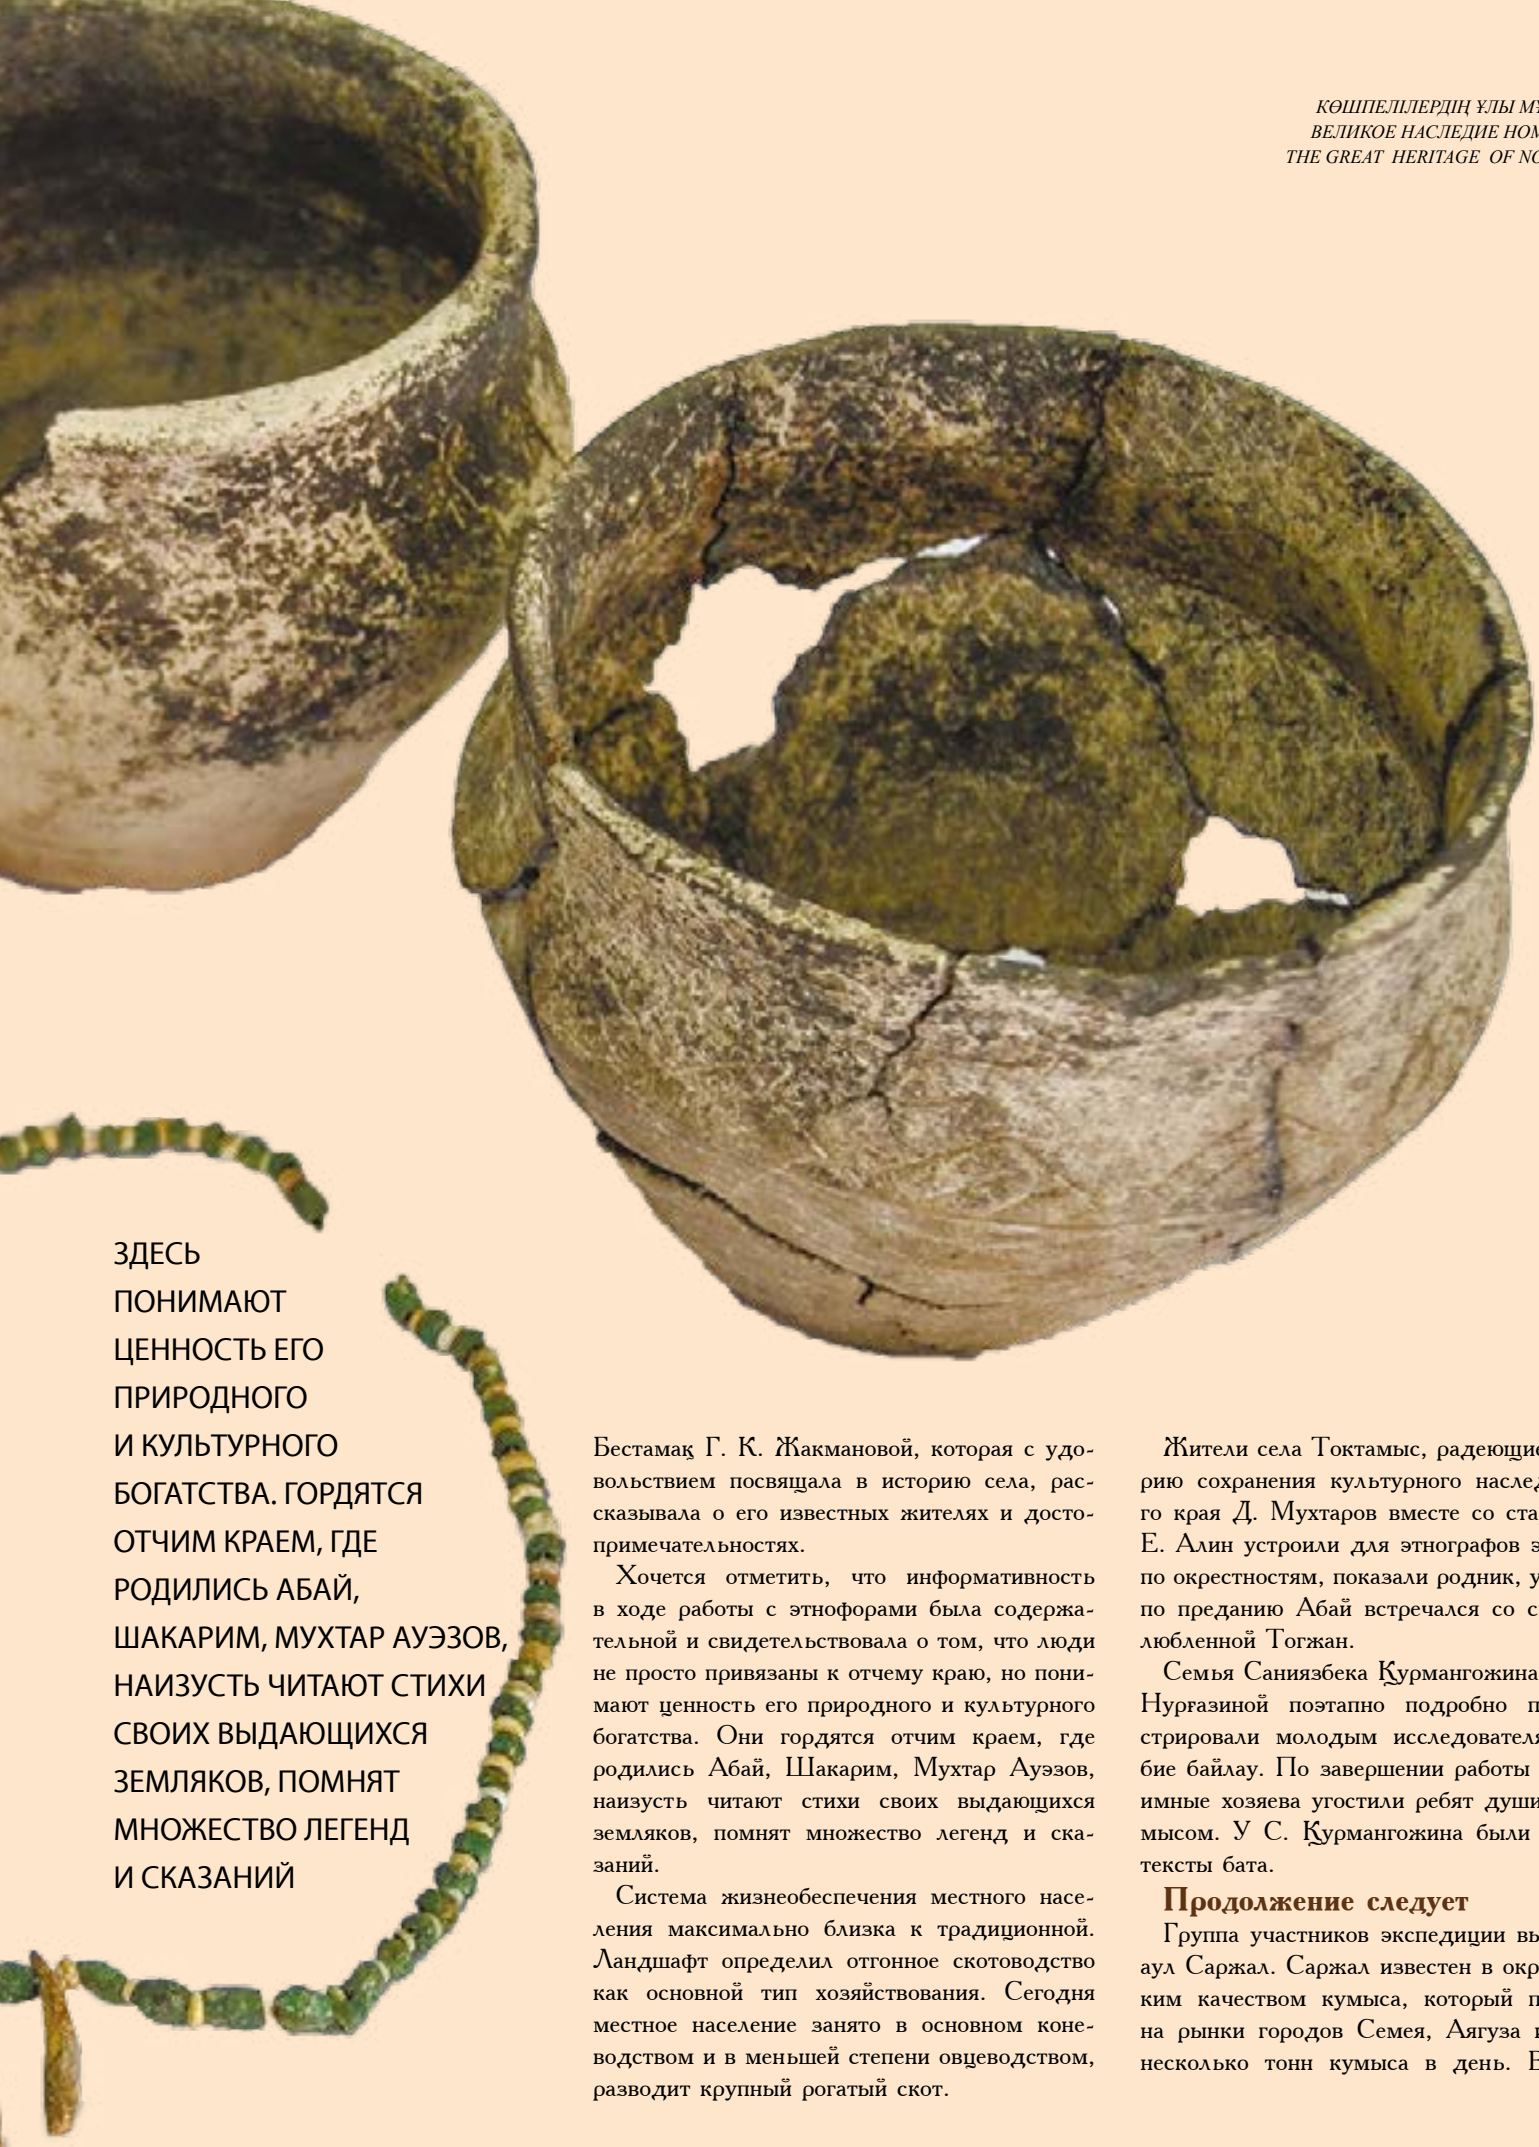 КӨШПЕЛІЛЕРДІҢ ҰЛЫ
ВЕЛИКОЕ НАСЛЕДИЕ
THE GREAT HERITAGE OF
ЗДЕСЬ
ПОНИМАЮТ
ЦЕННОСТЬ ЕГО
ПРИРОДНОГО
И КУЛЬТУРНОГО
БОГАТСТВА. ГОРДЯТСЯ
ОТЧИМ КРАЕМ, ГДЕ
РОДИЛИСЬ АБАЙ,
ШАКАРИМ, МУХТАР АУЭЗОВ,
НАИЗУСТЬ ЧИТАЮТ СТИХИ
СВОИХ ВЫДАЮЩИХСЯ
ЗЕМЛЯКОВ, ПОМНЯТ
МНОЖЕСТВО ЛЕГЕНД
И СКАЗАНИЙ
Бестамақ Г. К. Жакмановой, которая с удо-
вольствием посвящала в историю села, рас-
сказывала о его известных жителях и досто-
примечательностях.
Хочется отметить, что информативность
в ходе работы с этнофорами была содержа-
тельной и свидетельствовала о том, что люди
не просто привязаны к отчему краю, но пони-
мают ценность его природного и культурного
богатства. Они гордятся отчим краем, где
родились Абай, Шакарим, Мухтар Ауэзов,
наизусть читают стихи своих выдающихся
земляков, помнят множество легенд и ска-
заний.
Система жизнеобеспечения местного насе-
ления максимально близка к традиционной.
Ландшафт определил отгонное скотоводство
как основной тип хозяйствования. Сегодня
местное население занято в основном коне-
водством и в меньшей степени овцеводством,
разводит крупный рогатый скот.
Жители села Токтамыс, радеющие
рию сохранения культурного
го края Д. Мухтаров вместе со
Е. Алин устроили для этнографов
по окрестностям, показали родник,
по преданию Абай встречался со
любленной Тогжан.
Семья Саниязбека Құрмангожина
Нурғазиной поэтапно подробно
стрировали молодым
бие байлау. По завершении работы
имные хозяева угостили ребят
мысом. У С. Құрмангожина были
тексты бата.
Продолжение следует
Группа участников экспедиции
аул Саржал. Саржал известен в
ким качеством кумыса, который
на рынки городов Семея, Аягуза
несколько тонн кумыса в день.